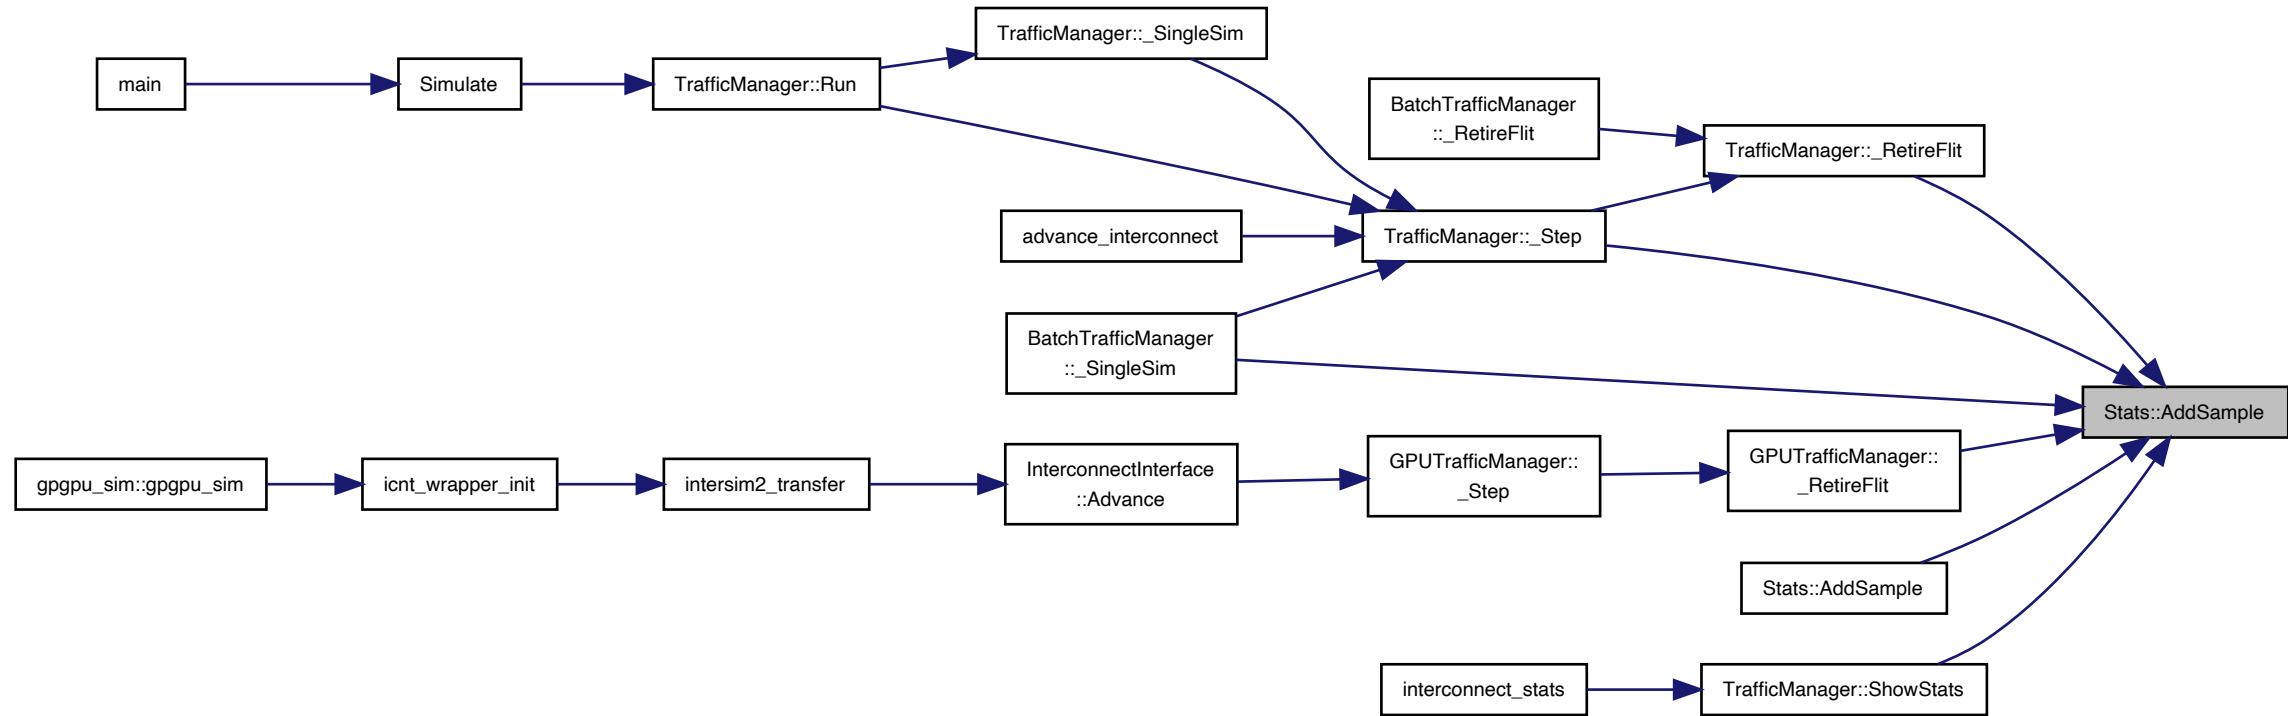 TrafficManager::_SingleSim
main
Simulate
TrafficManager::Run
BatchTrafficManager
::_RetireFlit
TrafficManager::_RetireFlit
advance_interconnect
TrafficManager::_Step
BatchTrafficManager
::_SingleSim
Stats::AddSample
gpgpu_sim::gpgpu_sim
icnt_wrapper_init
intersim2_transfer
InterconnectInterface
::Advance
GPUTrafficManager::
_Step
GPUTrafficManager::
_RetireFlit
Stats::AddSample
interconnect_stats
TrafficManager::ShowStats